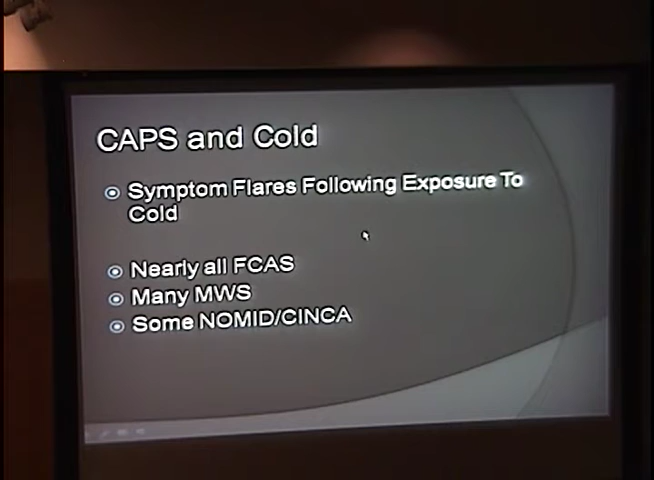 CAPS and Cold
Symptom Flares Following Exposure To
Cold
Nearly all FCAS
Many MWS
Some NOMID/CINCA